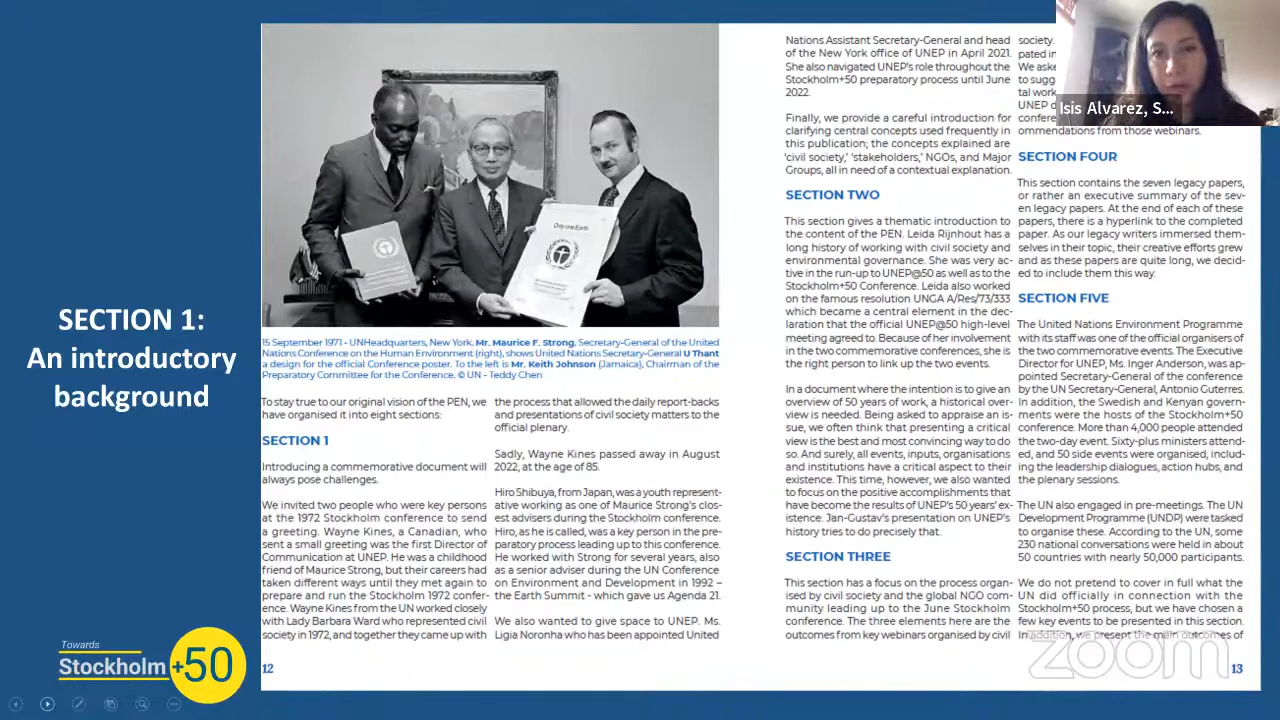 SECTION 1:
An introductory
background
Towards
Stockholm
+50
Only one Earth
15 September 1971 - UNHeadquarters, New York. Mr. Maurice F. Strong, Secretary-General of the United
Nations Conference on the Human Environment (right), shows United Nations Secretary-General U Thant
a design for the official Conference poster. To the left is Mr. Keith Johnson (Jamaica), Chairman of the
Preparatory Committee for the Conference. © UN - Teddy Chen
To stay true to our original vision of the PEN, we
have organised it into eight sections:
SECTION 1
Introducing a commemorative document will
always pose challenges.
We invited two people who were key persons
at the 1972 Stockholm conference to send
a greeting. Wayne Kines, a Canadian, who
sent a small greeting was the first Director of
Communication at UNEP. He was a childhood
friend of Maurice Strong, but their careers had
taken different ways until they met again to
prepare and run the Stockholm 1972 confer-
ence. Wayne Kines from the UN worked closely
with Lady Barbara Ward who represented civil
society in 1972, and together they came up with
12
the process that allowed the daily report-backs
and presentations of civil society matters to the
official plenary.
Sadly, Wayne Kines passed away in August
2022, at the age of 85.
Hiro Shibuya, from Japan, was a youth represent-
ative working as one of Maurice Strong's clos-
est advisers during the Stockholm conference.
Hiro, as he is called, was a key person in the pre-
paratory process leading up to this conference.
He worked with Strong for several years, also
as a senior adviser during the UN Conference
on Environment and Development in 1992 –
the Earth Summit - which gave us Agenda 21.
We also wanted to give space to UNEP. Ms.
Ligia Noronha who has been appointed United
Nations Assistant Secretary-General and head
of the New York office of UNEP in April 2021.
She also navigated UNEP's role throughout the
Stockholm+50 preparatory process until June
2022.
Finally, we provide a careful introduction for
clarifying central concepts used frequently in
this publication; the concepts explained are
'civil society,' 'stakeholders,' NGOs, and Major
Groups, all in need of a contextual explanation.
SECTION TWO
This section gives a thematic introduction to
the content of the PEN. Leida Rijnhout has a
long history of working with civil society and
environmental governance. She was very ac-
tive in the run-up to UNEP@50 as well as to the
Stockholm+50 Conference. Leida also worked
on the famous resolution UNGA A/Res/73/333
which became a central element in the dec-
laration that the official UNEP@50 high-level
meeting agreed to. Because of her involvement
in the two commemorative conferences, she is
the right person to link up the two events.
In a document where the intention is to give an
overview of 50 years of work, a historical over-
view is needed. Being asked to appraise an is-
sue, we often think that presenting a critical
view is the best and most convincing way to do
so. And surely, all events, inputs, organisations
and institutions have a critical aspect to their
existence. This time, however, we also wanted
to focus on the positive accomplishments that
have become the results of UNEP's 50 years' ex-
istence. Jan-Gustav's presentation on UNEP's
history tries to do precisely that.
SECTION THREE
This section has a focus on the process organ-
ised by civil society and the global NGO com-
munity leading up to the June Stockholm
conference. The three elements here are the
outcomes from key webinars organised by civil
society.
pated in
We aske
to sugg
tal work
UNEP
confere
ommendations from those webinars.
SECTION FOUR
This section contains the seven legacy papers,
or rather an executive summary of the sev-
en legacy papers. At the end of each of these
papers, there is a hyperlink to the completed
paper. As our legacy writers immersed them-
selves in their topic, their creative efforts grew
and as these papers are quite long, we decid-
ed to include them this way.
SECTION FIVE
The United Nations Environment Programme
with its staff was one of the official organisers of
the two commemorative events. The Executive
Director for UNEP, Ms. Inger Anderson, was ap-
pointed Secretary-General of the conference
by the UN Secretary-General, Antonio Guterres.
In addition, the Swedish and Kenyan govern-
ments were the hosts of the Stockholm+50
conference. More than 4,000 people attended
the two-day event. Sixty-plus ministers attend-
ed, and 50 side events were organised, includ-
ing the leadership dialogues, action hubs, and
the plenary sessions.
The UN also engaged in pre-meetings. The UN
Development Programme (UNDP) were tasked
to organise these. According to the UN, some
230 national conversations were held in about
50 countries with nearly 50,000 participants.
We do not pretend to cover in full what the
UN did officially in connection with the
Stockholm+50 process, but we have chosen a
few key events to be presented in this section.
In addition, we present the main outcomes of
13
Isis Alvarez, S...
zoom